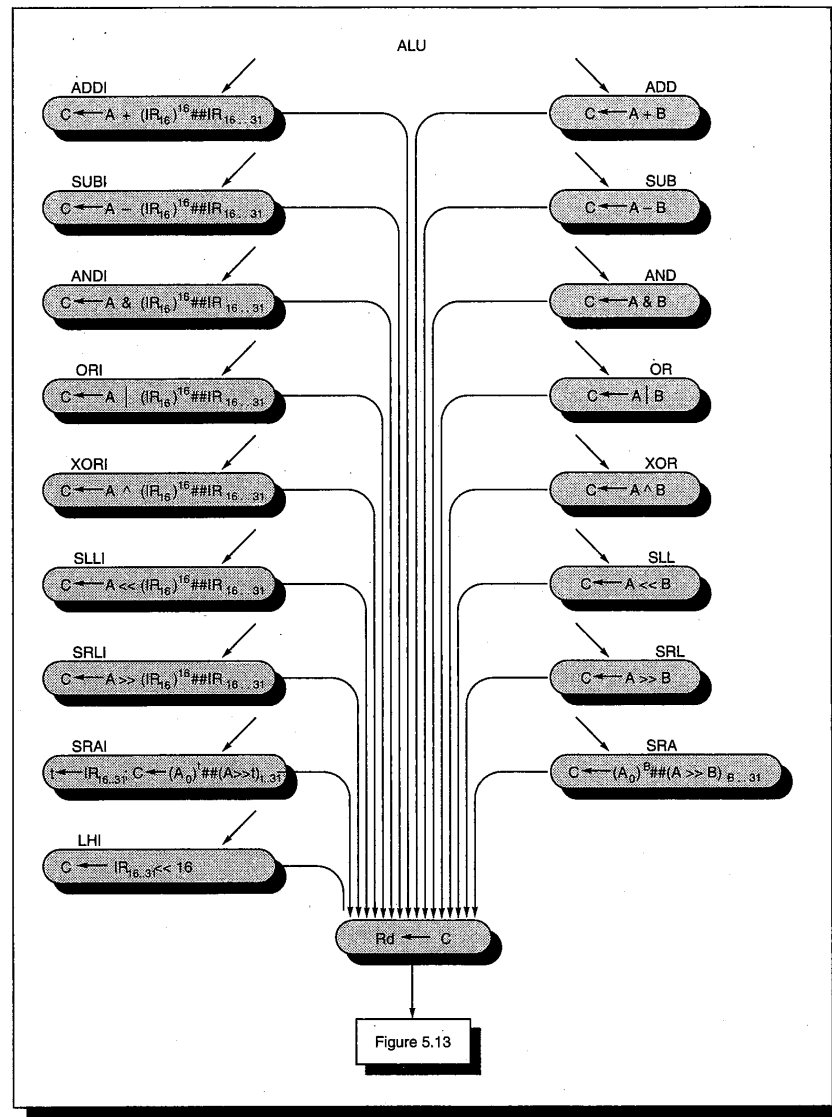 ALU
ADDI
C ← A + (IR₁₆)¹⁶##IR₁₆..₃₁
ADD
C ← A + B
SUBI
C ← A – (IR₁₆)¹⁶##IR₁₆..₃₁
SUB
C ← A – B
ANDI
C ← A & (IR₁₆)¹⁶##IR₁₆..₃₁
AND
C ← A & B
ORI
C ← A | (IR₁₆)¹⁶##IR₁₆..₃₁
OR
C ← A | B
XORI
C ← A ^ (IR₁₆)¹⁶##IR₁₆..₃₁
XOR
C ← A ^ B
SLLI
C ← A << (IR₁₆)¹⁶##IR₁₆..₃₁
SLL
C ← A << B
SRLI
C ← A >> (IR₁₆)¹⁶##IR₁₆..₃₁
SRL
C ← A >> B
SRAI
t ← IR₁₆..₃₁; C ← (A₀)ᵗ##(A>>t)ₜ..₃₁
SRA
C ← (A₀)ᴮ##(A >> B)B..₃₁
LHI
C ← IR₁₆..₃₁<< 16
Rd ← C
Figure 5.13